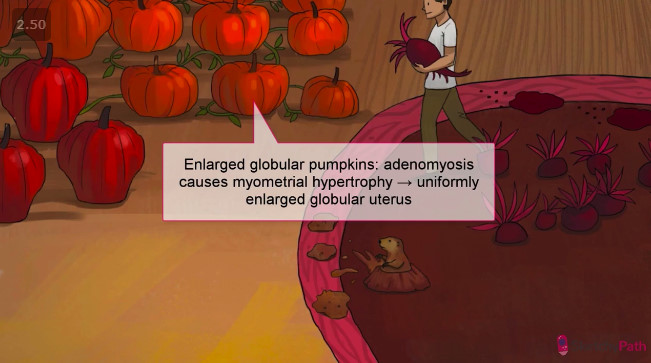 2.50
Enlarged globular pumpkins: adenomyosis
causes myometrial hypertrophy → uniformly
enlarged globular uterus
Path